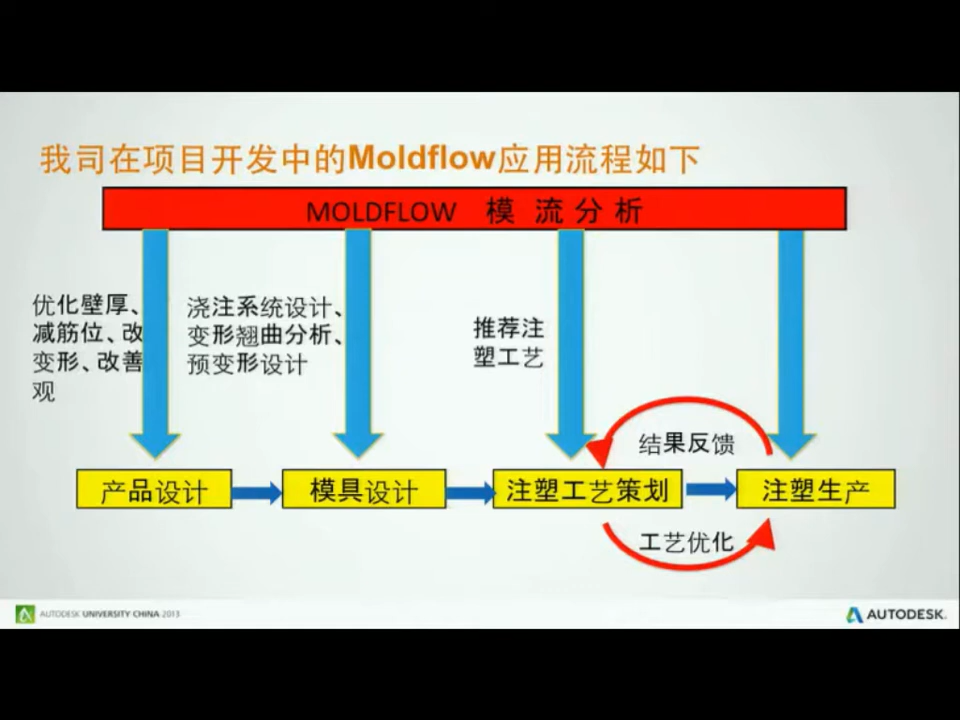 我司在项目开发中的Moldflow应用流程如下
MOLDFLOW 模 流 分 析
优化壁厚、
减筋位、改
变形、改善
观
浇注系统设计、
变形翘曲分析、
预变形设计
推荐注
塑工艺
结果反馈
产品设计
模具设计
注塑工艺策划
注塑生产
工艺优化
AUTODESK UNIVERSITY CHINA 2013
AUTODESK.